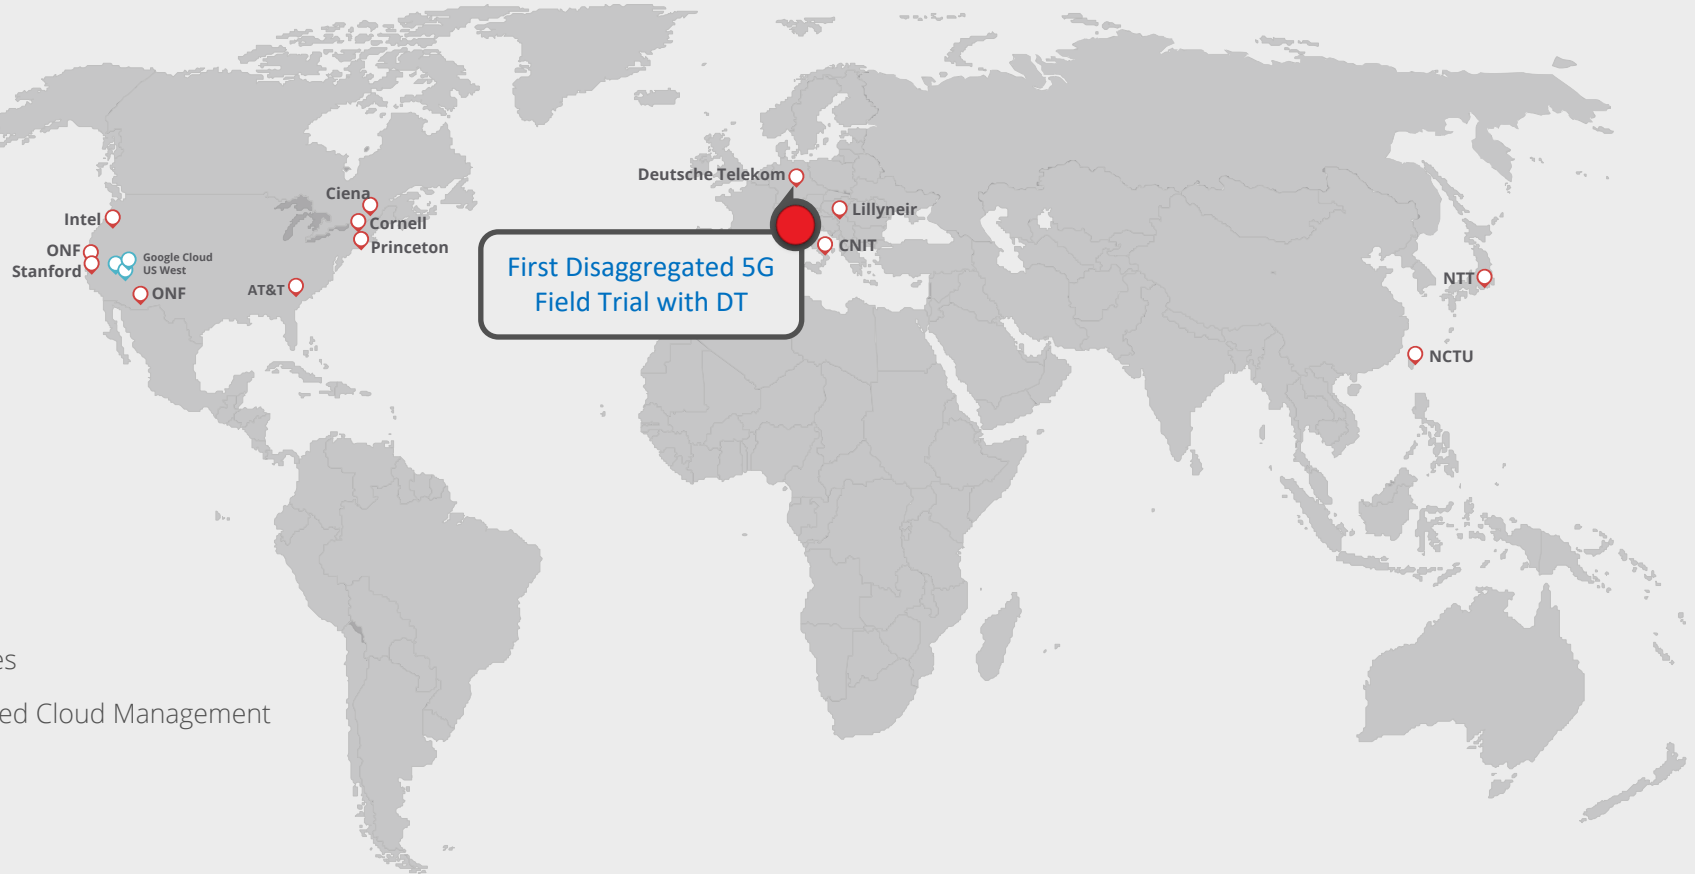 Deutsche Telekom
Ciena
Lillyneir
Intel
Cornell
Princeton
CNIT
ONF
Stanford
Google Cloud
US West
First Disaggregated 5G
Field Trial with DT
NTT
AT&T
ONF
NCTU
es
ed Cloud Management